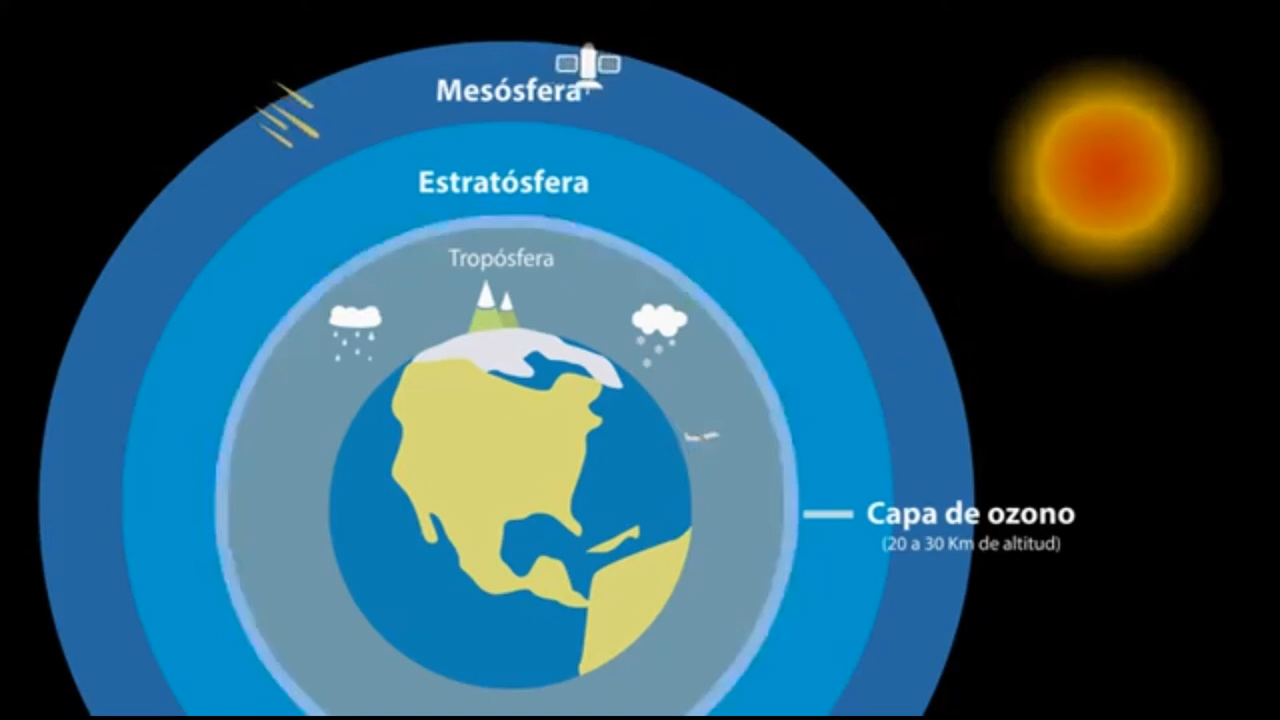 Mesósfera
Estratósfera
Tropósfera
Capa de ozono
(20 a 30 Km de altitud)